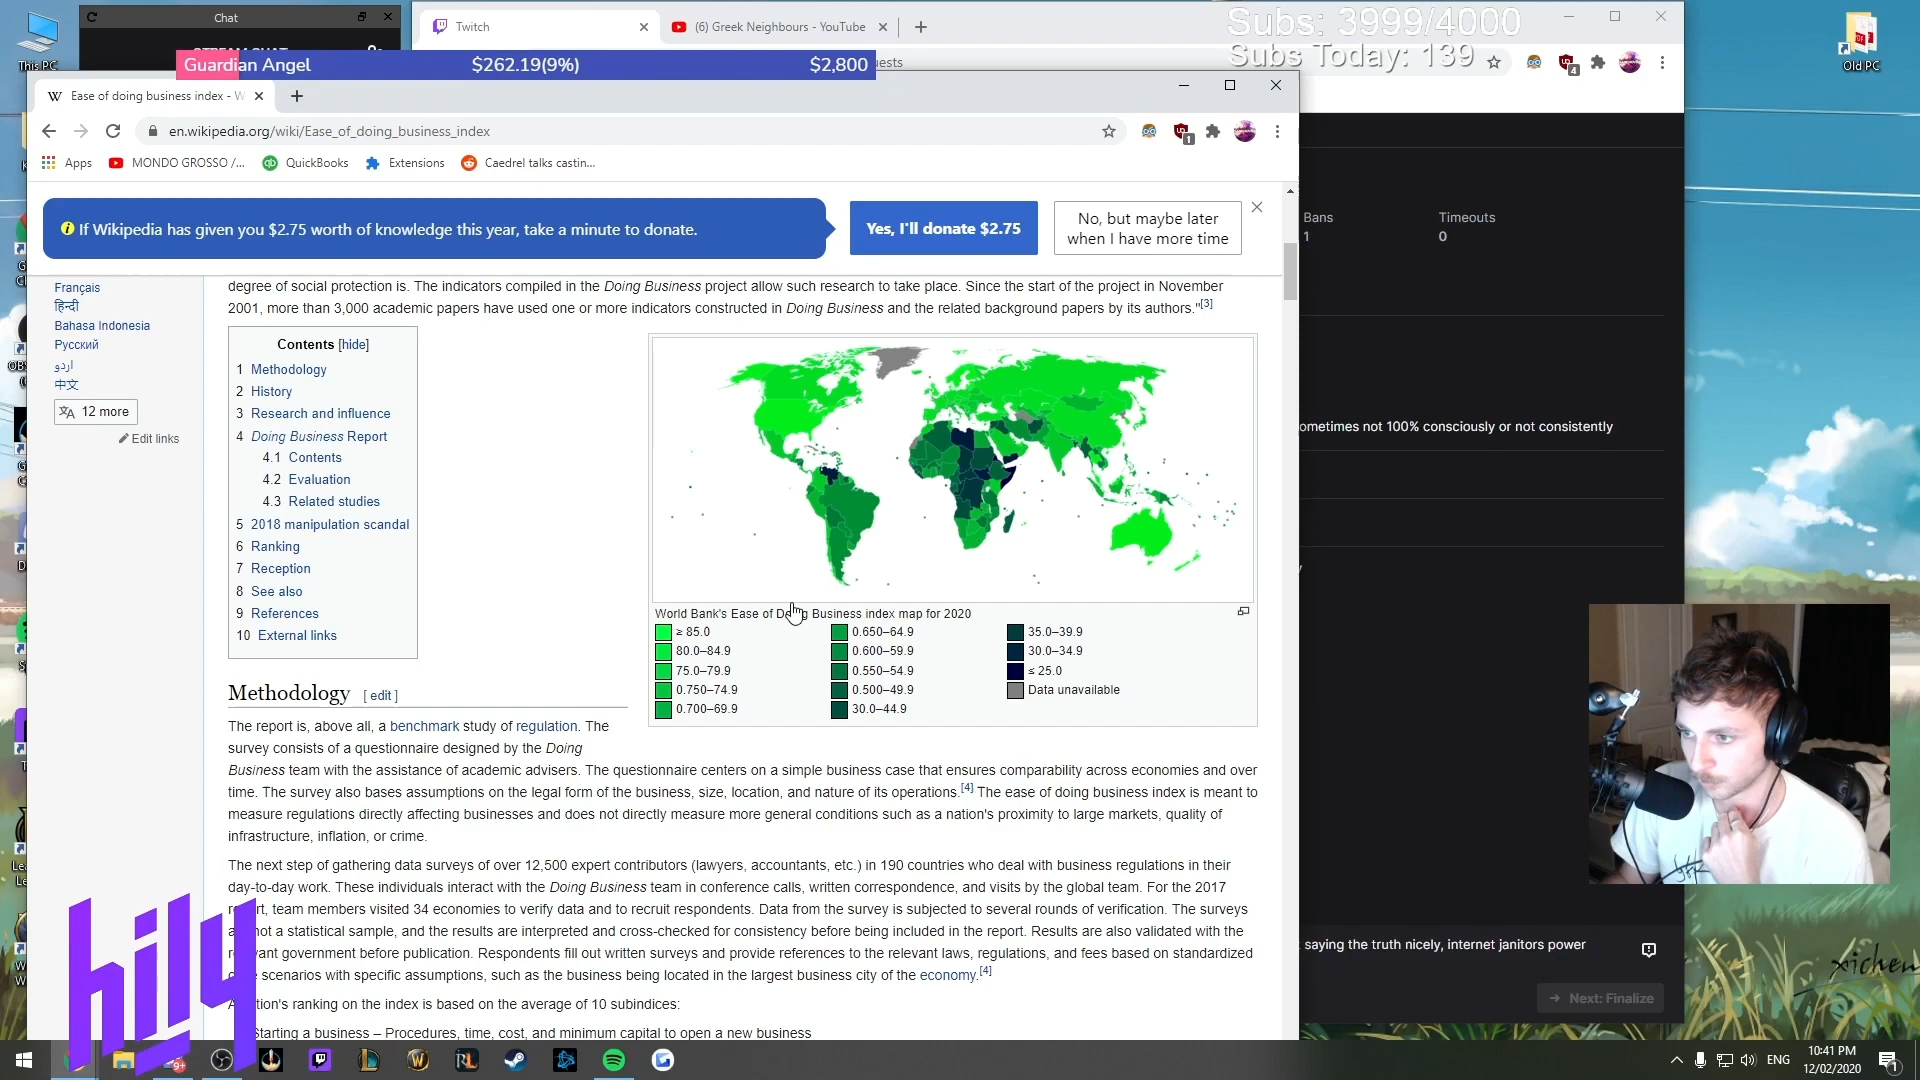 This PC
Chat
STREAM CHAT
Twitch
(6) Greek Neighbours - YouTube
Subs: 3999/4000
Subs Today: 139
Old PC
Guardian Angel $262.19(9%) $2,800
uests
4
Ease of doing business index - W
en.wikipedia.org/wiki/Ease_of_doing_business_index
1
Apps
MONDO GROSSO /...
QuickBooks
Extensions
Caedrel talks castin...
If Wikipedia has given you $2.75 worth of knowledge this year, take a minute to donate.
Yes, I'll donate $2.75
No, but maybe later
when I have more time
Bans
1
Timeouts
0
Français
हिन्दी
Bahasa Indonesia
Русский
اردو
中文
12 more
Edit links
degree of social protection is. The indicators compiled in the Doing Business project allow such research to take place. Since the start of the project in November
2001, more than 3,000 academic papers have used one or more indicators constructed in Doing Business and the related background papers by its authors."[3]
Contents [hide]
1 Methodology
2 History
3 Research and influence
4 Doing Business Report
4.1 Contents
4.2 Evaluation
4.3 Related studies
5 2018 manipulation scandal
6 Ranking
7 Reception
8 See also
9 References
10 External links
World Bank's Ease of Doing Business index map for 2020
≥ 85.0
80.0–84.9
75.0–79.9
0.750–74.9
0.700–69.9
0.650–64.9
0.600–59.9
0.550–54.9
0.500–49.9
30.0–44.9
35.0–39.9
30.0–34.9
≤ 25.0
Data unavailable
Methodology [ edit ]
The report is, above all, a benchmark study of regulation. The
survey consists of a questionnaire designed by the Doing
Business team with the assistance of academic advisers. The questionnaire centers on a simple business case that ensures comparability across economies and over
time. The survey also bases assumptions on the legal form of the business, size, location, and nature of its operations.[4] The ease of doing business index is meant to
measure regulations directly affecting businesses and does not directly measure more general conditions such as a nation's proximity to large markets, quality of
infrastructure, inflation, or crime.
The next step of gathering data surveys of over 12,500 expert contributors (lawyers, accountants, etc.) in 190 countries who deal with business regulations in their
day-to-day work. These individuals interact with the Doing Business team in conference calls, written correspondence, and visits by the global team. For the 2017
report, team members visited 34 economies to verify data and to recruit respondents. Data from the survey is subjected to several rounds of verification. The surveys
not a statistical sample, and the results are interpreted and cross-checked for consistency before being included in the report. Results are also validated with the
relevant government before publication. Respondents fill out written surveys and provide references to the relevant laws, regulations, and fees based on standardized
scenarios with specific assumptions, such as the business being located in the largest business city of the economy.[4]
A nation's ranking on the index is based on the average of 10 subindices:
Starting a business – Procedures, time, cost, and minimum capital to open a new business
ometimes not 100% consciously or not consistently
saying the truth nicely, internet janitors power
Next: Finalize
xichen
hily
9+
ENG
10:41 PM
12/02/2020
1